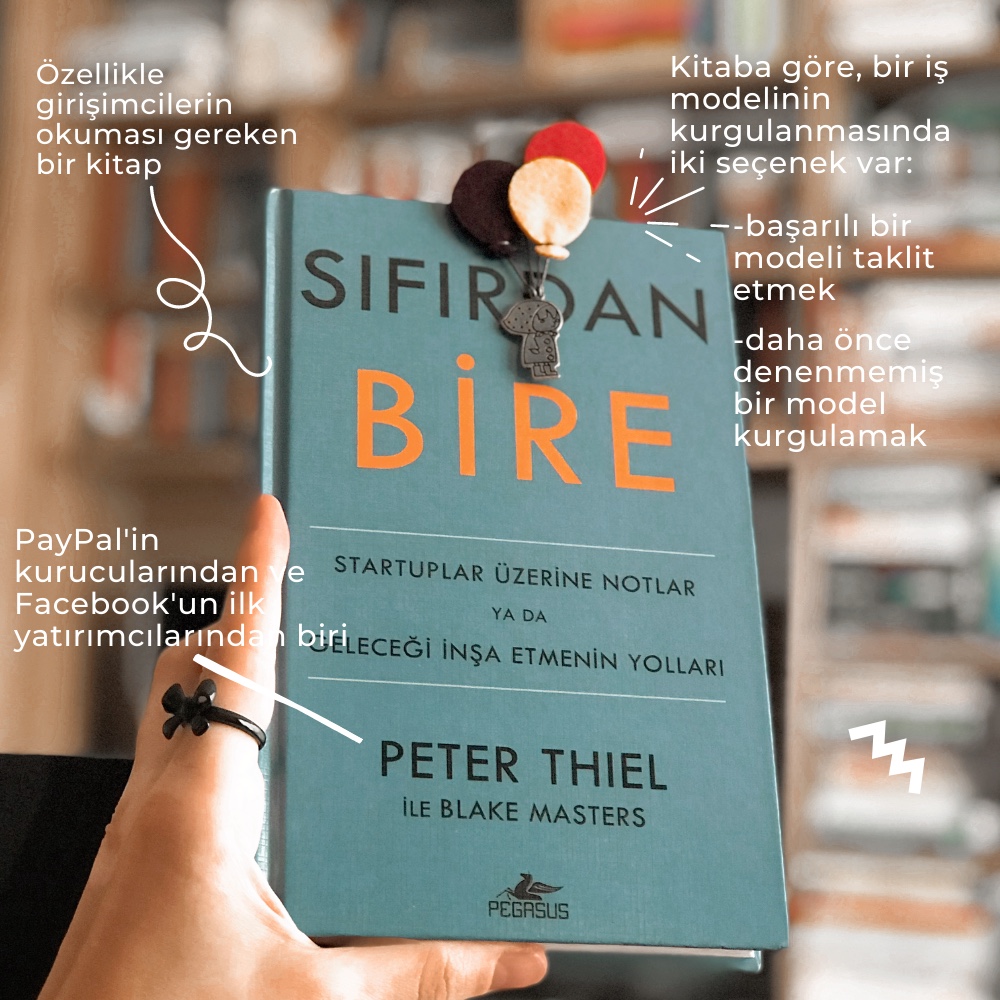 Özellikle
girişimcilerin
okuması gereken
bir kitap
Kitaba göre, bir iş
modelinin
kurgulanmasında
iki seçenek var:
-başarılı bir
modeli taklit
etmek
-daha önce
denenmemiş
bir model
kurgulamak
SIFIRDAN
BİRE
PayPal'in
kurucularından ve
Facebook'un ilk
yatırımcılarından biri
STARTUPLAR ÜZERİNE NOTLAR
YA DA
GELECEĞİ İNŞA ETMENİN YOLLARI
PETER THIEL
İLE BLAKE MASTERS
PEGASUS